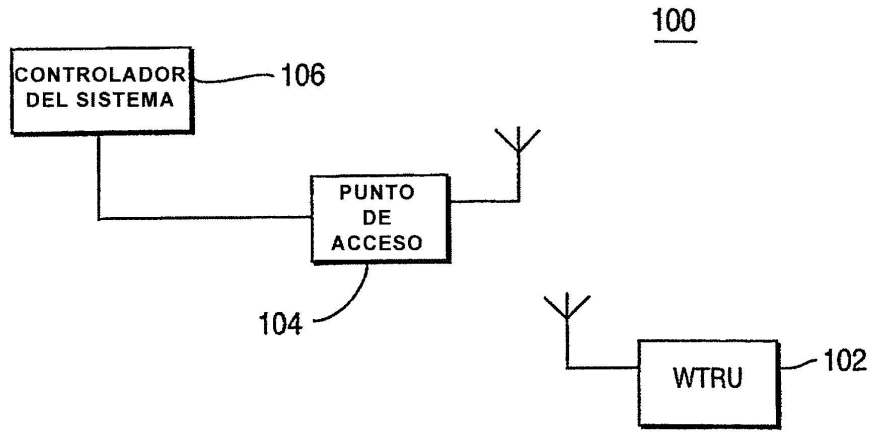 100
CONTROLADOR
DEL SISTEMA
106
PUNTO
DE
ACCESO
104
WTRU
102